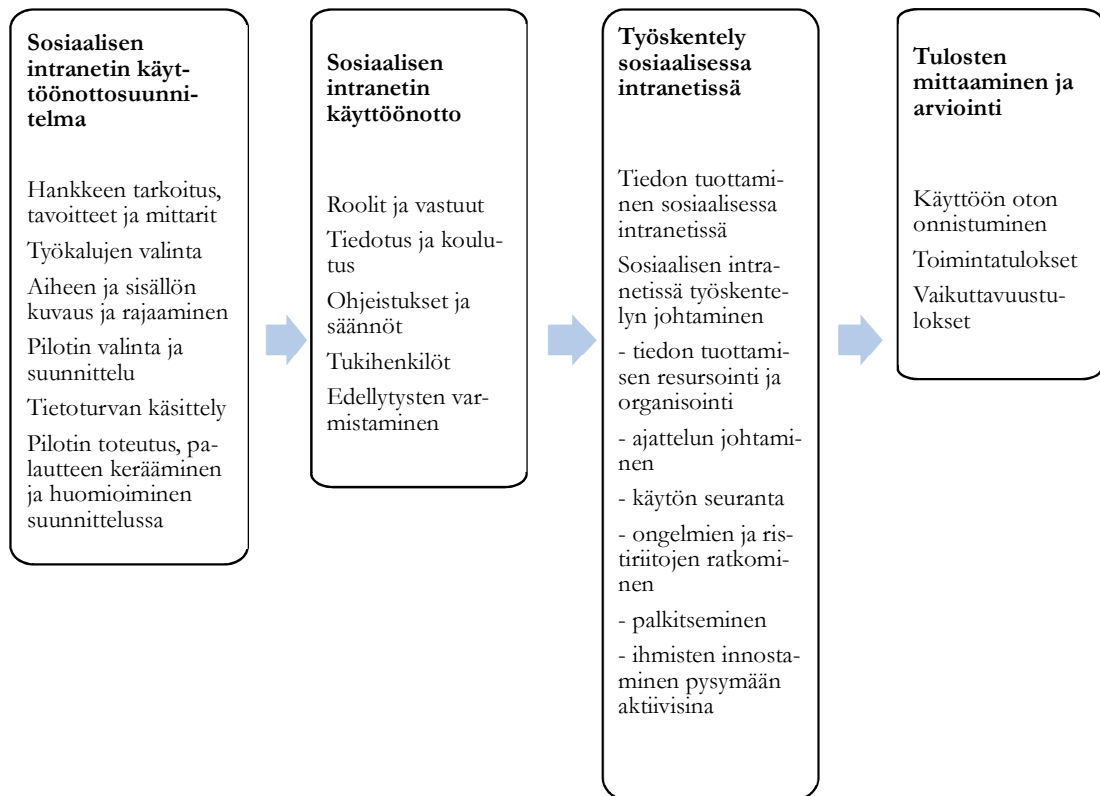 Sosiaalisen
intranetin käyt-
töönottosuunni-
telma
Hankkeen tarkoitus,
tavoitteet ja mittarit
Työkalujen valinta
Aiheen ja sisällön
kuvaus ja rajaaminen
Pilotin valinta ja
suunnittelu
Tietoturvan käsittely
Pilotin toteutus, pa-
lautteen kerääminen
ja huomioiminen
suunnittelussa
Sosiaalisen
intranetin
käyttöönotto
Roolit ja vastuut
Tiedotus ja koulu-
tus
Ohjeistukset ja
säännöt
Tukihenkilöt
Edellytysten var-
mistaminen
Työskentely
sosiaalisessa
intranetissä
Tiedon tuottami-
nen sosiaalisessa
intranetissä
Sosiaalisen intra-
netissä työskente-
lyn johtaminen
- tiedon tuottami-
sen resursointi ja
organisointi
- ajattelun johtami-
nen
- käytön seuranta
- ongelmien ja ris-
tiriitojen ratkomi-
nen
- palkitseminen
- ihmisten innosta-
minen pysymään
aktiivisina
Tulosten
mittaaminen ja
arviointi
Käyttöön oton
onnistuminen
Toimintatulokset
Vaikuttavuustu-
lokset